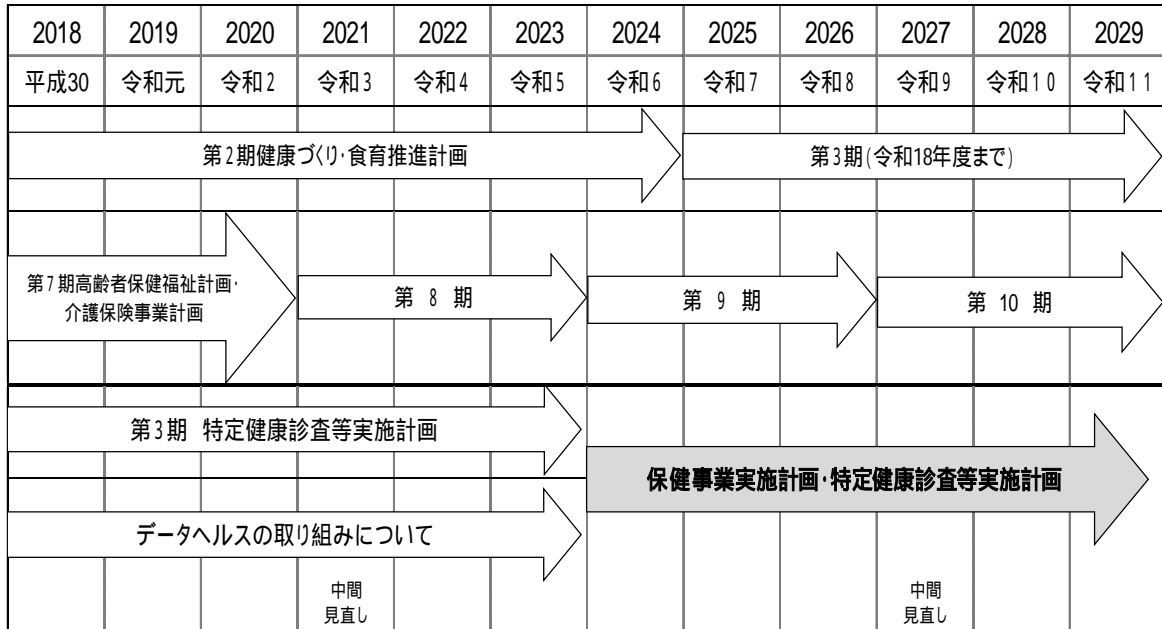 2018 2019 2020 2021 2022 2023 2024 2025 2026 2027 2028 2029
平成30 令和元 令和2 令和3 令和4 令和5 令和6 令和7 令和8 令和9 令和10 令和11
第2期健康づくり・食育推進計画 第3期(令和18年度まで)
第7期高齢者保健福祉計画・
介護保険事業計画
第 8 期 第 9 期 第 10 期
第3期 特定健康診査等実施計画
保健事業実施計画・特定健康診査等実施計画
データヘルスの取り組みについて
中間
見直し
中間
見直し